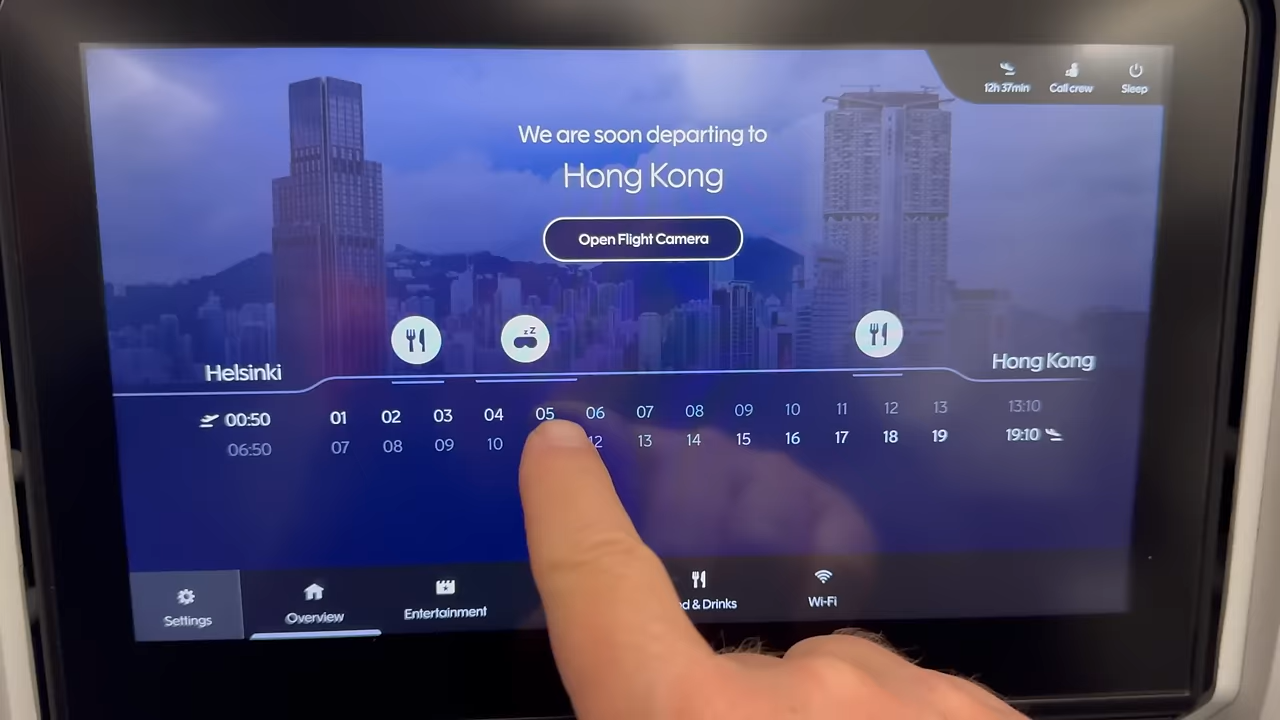 12h 37min Call crew Sleep
We are soon departing to
Hong Kong
Open Flight Camera
zZ
Helsinki
Hong Kong
00:50 01 02 03 04 05 06 07 08 09 10 11 12 13 13:10
06:50 07 08 09 10 12 13 14 15 16 17 18 19 19:10
Settings Overview Entertainment d & Drinks Wi-Fi